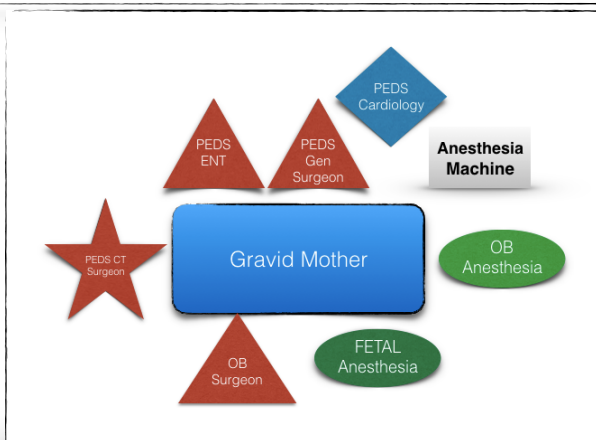 PEDS
Cardiology
PEDS
ENT
PEDS
Gen
Surgeon
Anesthesia
Machine
PEDS CT
Surgeon
Gravid Mother
OB
Anesthesia
OB
Surgeon
FETAL
Anesthesia